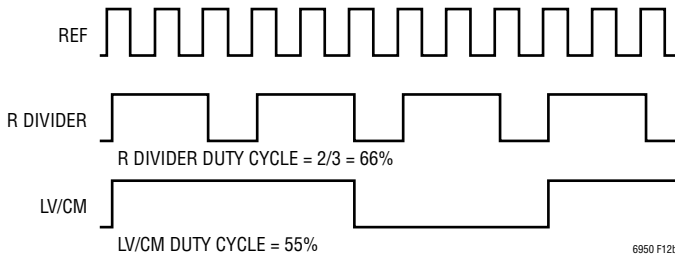 REF
R DIVIDER
R DIVIDER DUTY CYCLE = 2/3 = 66%
LV/CM
LV/CM DUTY CYCLE = 55%
6950 F12b